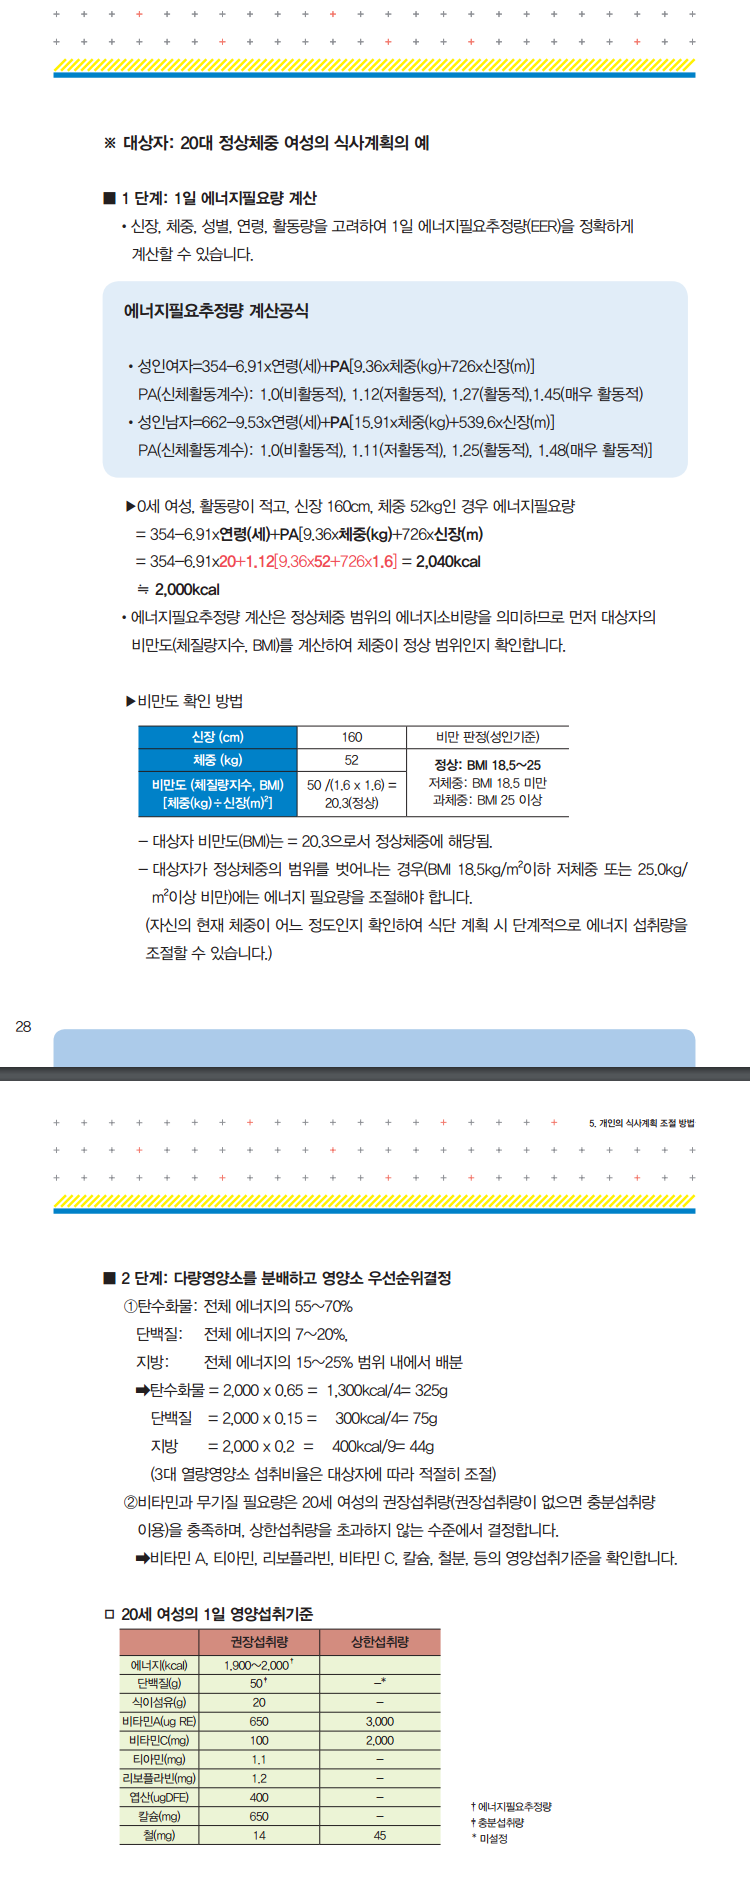 ※ 대상자: 20대 정상체중 여성의 식사계획의 예
■ 1 단계: 1일 에너지필요량 계산
• 신장, 체중, 성별, 연령, 활동량을 고려하여 1일 에너지필요추정량(EER)을 정확하게
계산할 수 있습니다.
에너지필요추정량 계산공식
• 성인여자=354-6.91x연령(세)+PA[9.36x체중(kg)+726x신장(m)]
PA(신체활동계수): 1.0(비활동적), 1.12(저활동적), 1.27(활동적),1.45(매우 활동적)
• 성인남자=662-9.53x연령(세)+PA[15.91x체중(kg)+539.6x신장(m)]
PA(신체활동계수): 1.0(비활동적), 1.11(저활동적), 1.25(활동적), 1.48(매우 활동적)]
▶0세 여성, 활동량이 적고, 신장 160cm, 체중 52kg인 경우 에너지필요량
= 354-6.91x연령(세)+PA[9.36x체중(kg)+726x신장(m)
= 354-6.91x20+1.12[9.36x52+726x1.6] = 2,040kcal
≒ 2,000kcal
• 에너지필요추정량 계산은 정상체중 범위의 에너지소비량을 의미하므로 먼저 대상자의
비만도(체질량지수, BMI)를 계산하여 체중이 정상 범위인지 확인합니다.
▶비만도 확인 방법
신장 (cm) 160 비만 판정(성인기준)
체중 (kg) 52 정상: BMI 18.5~25
저체중: BMI 18.5 미만
과체중: BMI 25 이상
비만도 (체질량지수, BMI) 50 /(1.6 x 1.6) =
[체중(kg)÷신장(m)²] 20.3(정상)
- 대상자 비만도(BMI)는 = 20.3으로서 정상체중에 해당됨.
- 대상자가 정상체중의 범위를 벗어나는 경우(BMI 18.5kg/m²이하 저체중 또는 25.0kg/
m²이상 비만)에는 에너지 필요량을 조절해야 합니다.
(자신의 현재 체중이 어느 정도인지 확인하여 식단 계획 시 단계적으로 에너지 섭취량을
조절할 수 있습니다.)
28
5. 개인의 식사계획 조절 방법
■ 2 단계: 다량영양소를 분배하고 영양소 우선순위결정
①탄수화물: 전체 에너지의 55~70%
단백질: 전체 에너지의 7~20%,
지방: 전체 에너지의 15~25% 범위 내에서 배분
➡탄수화물 = 2,000 x 0.65 = 1,300kcal/4= 325g
단백질 = 2,000 x 0.15 = 300kcal/4= 75g
지방 = 2,000 x 0.2 = 400kcal/9= 44g
(3대 열량영양소 섭취비율은 대상자에 따라 적절히 조절)
②비타민과 무기질 필요량은 20세 여성의 권장섭취량(권장섭취량이 없으면 충분섭취량
이용)을 충족하며, 상한섭취량을 초과하지 않는 수준에서 결정합니다.
➡비타민 A, 티아민, 리보플라빈, 비타민 C, 칼슘, 철분, 등의 영양섭취기준을 확인합니다.
□ 20세 여성의 1일 영양섭취기준
권장섭취량 상한섭취량
에너지(kcal) 1,900~2,000†
단백질(g) 50† -*
식이섬유(g) 20 -
비타민A(ug RE) 650 3,000
비타민C(mg) 100 2,000
티아민(mg) 1.1 -
리보플라빈(mg) 1.2 -
엽산(ugDFE) 400 -
칼슘(mg) 650 -
철(mg) 14 45
† 에너지필요추정량
† 충분섭취량
* 미설정